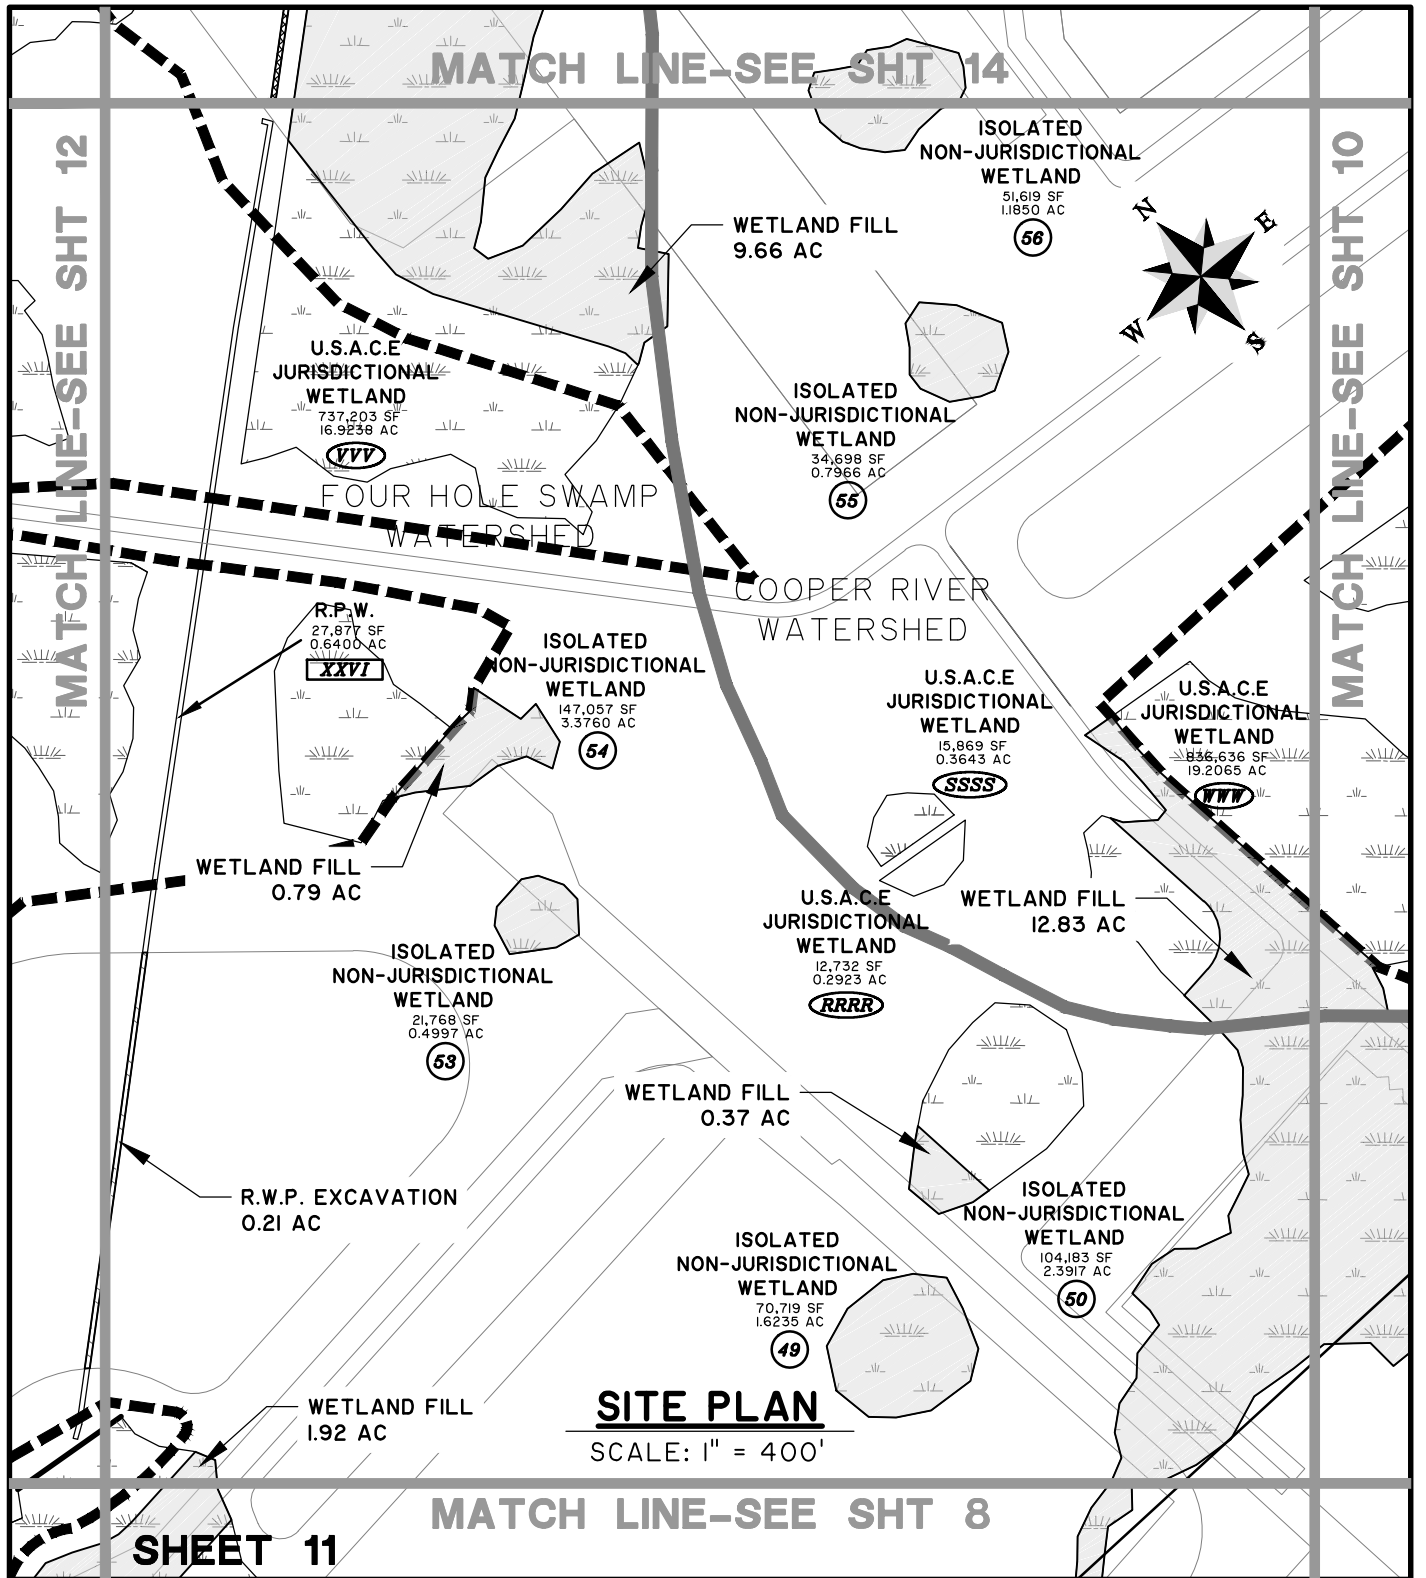 MATCH LINE-SEE SHT 14
MATCH LINE-SEE SHT 12
MATCH LINE-SEE SHT 10
ISOLATED
NON-JURISDICTIONAL
WETLAND
51,619 SF
1.1850 AC
56
N
E
W
S
WETLAND FILL
9.66 AC
U.S.A.C.E
JURISDICTIONAL
WETLAND
737,203 SF
16.9238 AC
VVV
ISOLATED
NON-JURISDICTIONAL
WETLAND
34,698 SF
0.7966 AC
55
FOUR HOLE SWAMP
WATERSHED
COOPER RIVER
WATERSHED
R.P.W.
27,877 SF
0.6400 AC
XXVI
ISOLATED
NON-JURISDICTIONAL
WETLAND
147,057 SF
3.3760 AC
54
U.S.A.C.E
JURISDICTIONAL
WETLAND
15,869 SF
0.3643 AC
SSSS
U.S.A.C.E
JURISDICTIONAL
WETLAND
836,636 SF
19.2065 AC
WWW
WETLAND FILL
0.79 AC
U.S.A.C.E
JURISDICTIONAL
WETLAND
12,732 SF
0.2923 AC
RRRR
WETLAND FILL
12.83 AC
ISOLATED
NON-JURISDICTIONAL
WETLAND
21,768 SF
0.4997 AC
53
WETLAND FILL
0.37 AC
R.W.P. EXCAVATION
0.21 AC
ISOLATED
NON-JURISDICTIONAL
WETLAND
104,183 SF
2.3917 AC
50
ISOLATED
NON-JURISDICTIONAL
WETLAND
70,719 SF
1.6235 AC
49
WETLAND FILL
1.92 AC
SITE PLAN
SCALE: 1" = 400'
MATCH LINE-SEE SHT 8
SHEET 11